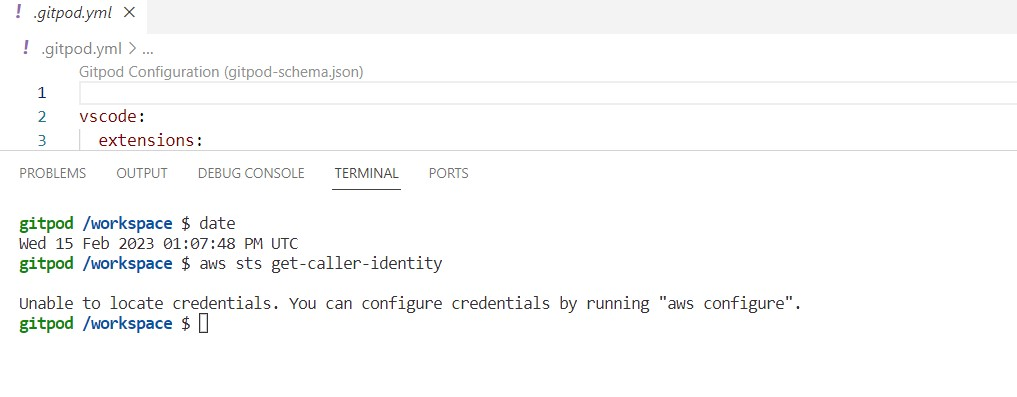 ! .gitpod.yml ×
! .gitpod.yml > ...
Gitpod Configuration (gitpod-schema.json)
1
2 vscode:
3 extensions:
PROBLEMS OUTPUT DEBUG CONSOLE TERMINAL PORTS
gitpod /workspace $ date
Wed 15 Feb 2023 01:07:48 PM UTC
gitpod /workspace $ aws sts get-caller-identity
Unable to locate credentials. You can configure credentials by running "aws configure".
gitpod /workspace $